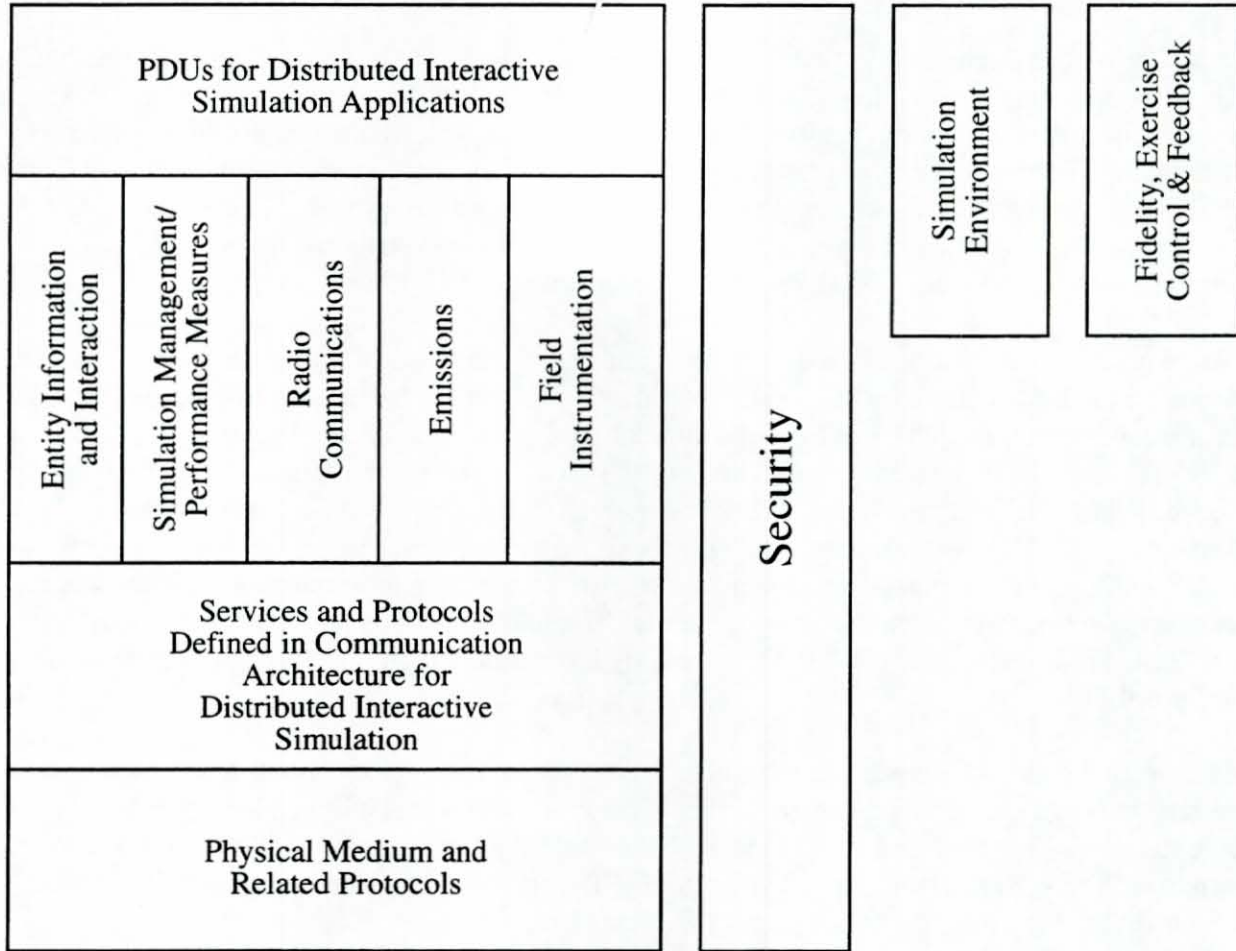 PDUs for Distributed Interactive
Simulation Applications
Entity Information
and Interaction
Simulation Management/
Performance Measures
Radio
Communications
Emissions
Field
Instrumentation
Services and Protocols
Defined in Communication
Architecture for
Distributed Interactive
Simulation
Physical Medium and
Related Protocols
Security
Simulation
Environment
Fidelity, Exercise
Control & Feedback